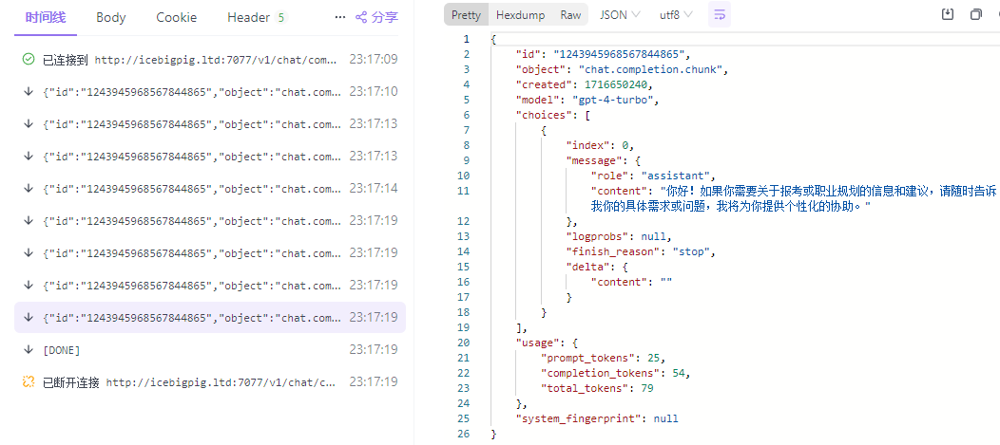 时间线 Body Cookie Header 5 ... 分享
已连接到 http://icebigpig.ltd:7077/v1/chat/com... 23:17:09
{"id":"1243945968567844865","object":"chat.com... 23:17:10
{"id":"1243945968567844865","object":"chat.com... 23:17:13
{"id":"1243945968567844865","object":"chat.com... 23:17:13
{"id":"1243945968567844865","object":"chat.com... 23:17:14
{"id":"1243945968567844865","object":"chat.com... 23:17:19
{"id":"1243945968567844865","object":"chat.com... 23:17:19
{"id":"1243945968567844865","object":"chat.com... 23:17:19
{"id":"1243945968567844865","object":"chat.com... 23:17:19
[DONE] 23:17:19
已断开连接 http://icebigpig.ltd:7077/v1/chat/c... 23:17:19
Pretty Hexdump Raw JSON utf8
1 {
2 "id": "1243945968567844865",
3 "object": "chat.completion.chunk",
4 "created": 1716650240,
5 "model": "gpt-4-turbo",
6 "choices": [
7 {
8 "index": 0,
9 "message": {
10 "role": "assistant",
11 "content": "你好！如果你需要关于报考或职业规划的信息和建议，请随时告诉
我你的具体需求或问题，我将为你提供个性化的协助。"
12 },
13 "logprobs": null,
14 "finish_reason": "stop",
15 "delta": {
16 "content": ""
17 }
18 }
19 ],
20 "usage": {
21 "prompt_tokens": 25,
22 "completion_tokens": 54,
23 "total_tokens": 79
24 },
25 "system_fingerprint": null
26 }